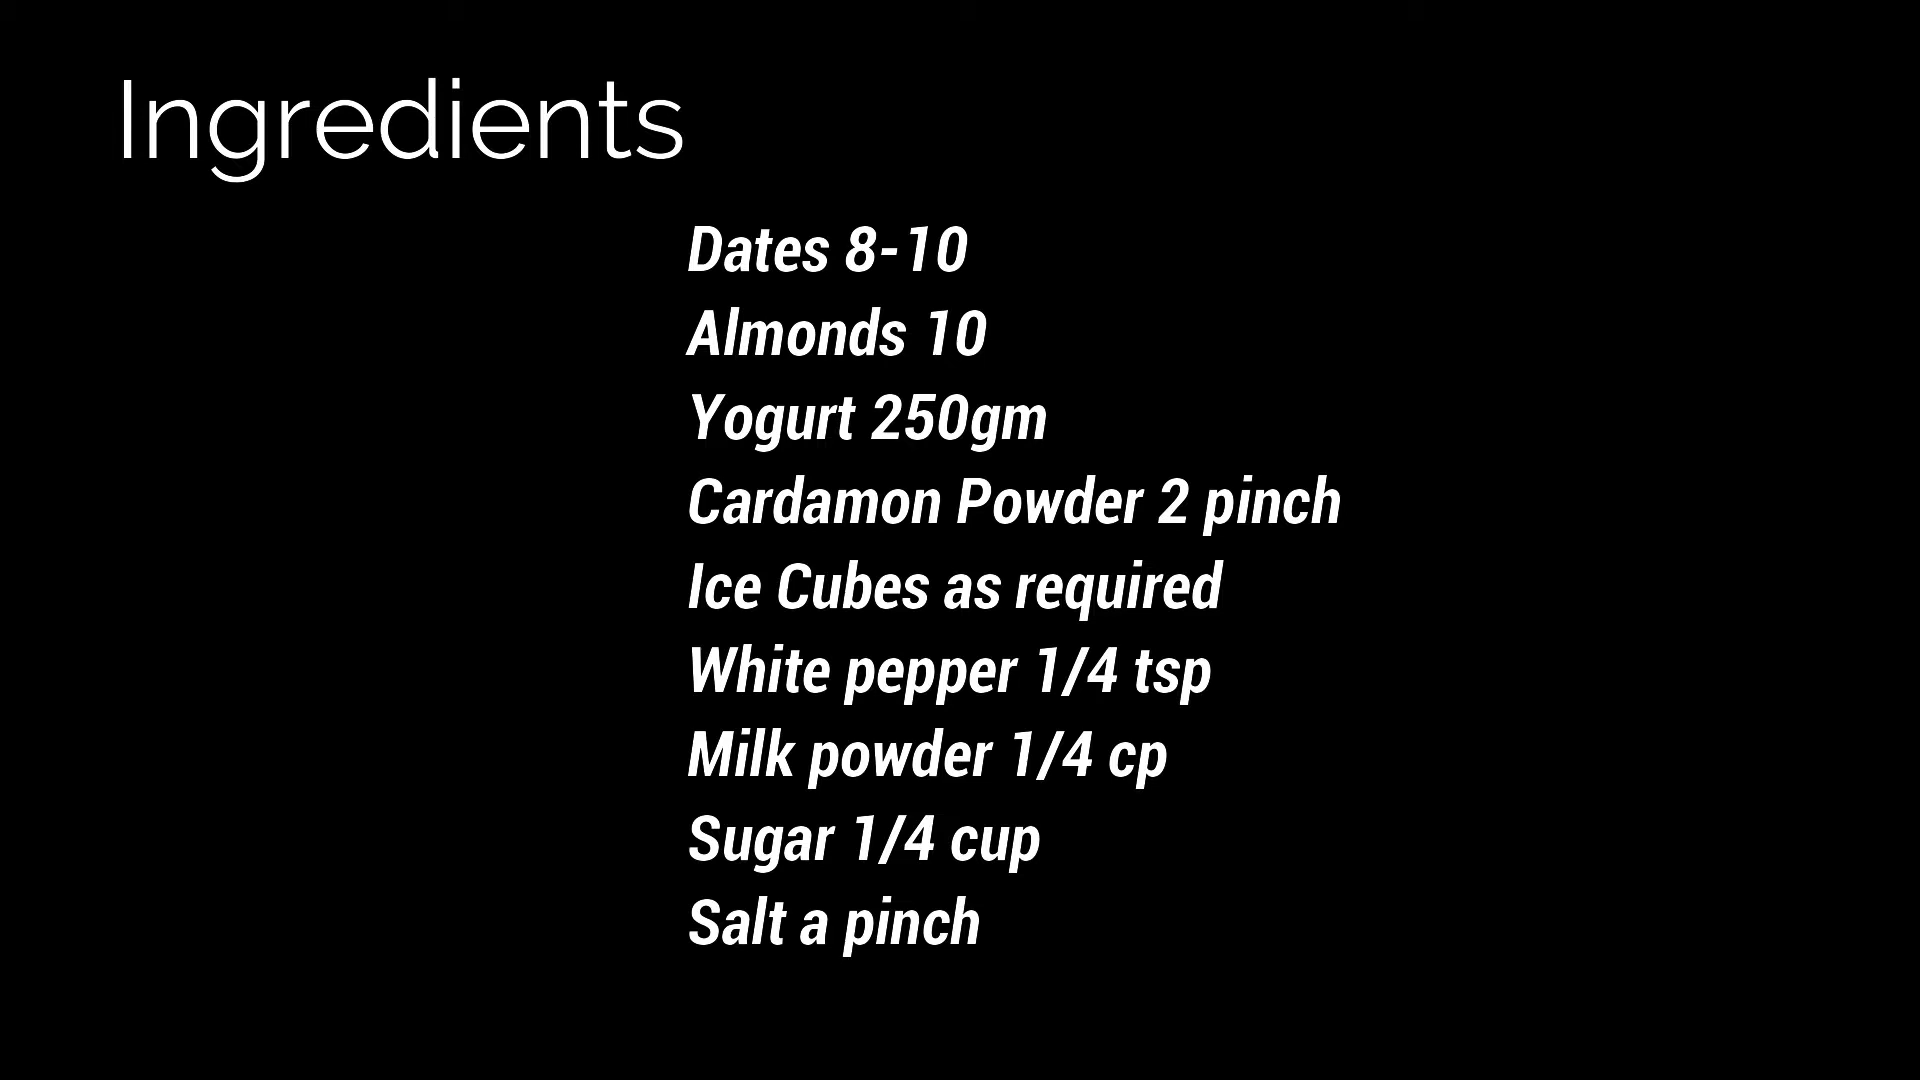 Ingredients
Dates 8-10
Almonds 10
Yogurt 250gm
Cardamon Powder 2 pinch
Ice Cubes as required
White pepper 1/4 tsp
Milk powder 1/4 cp
Sugar 1/4 cup
Salt a pinch